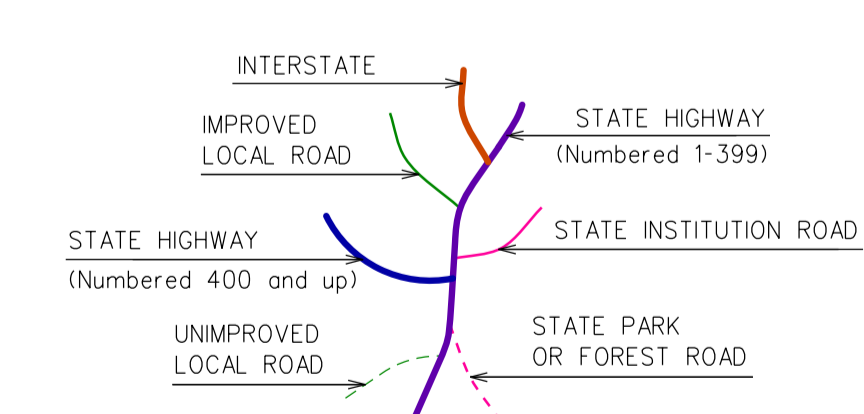 INTERSTATE
STATE HIGHWAY
(Numbered 1-399)
IMPROVED
LOCAL ROAD
STATE INSTITUTION ROAD
STATE HIGHWAY
(Numbered 400 and up)
UNIMPROVED
LOCAL ROAD
STATE PARK
OR FOREST ROAD